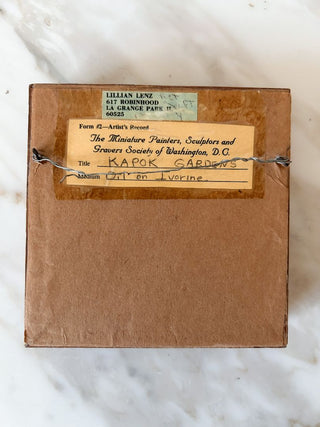 LILLIAN LENZ
617 ROBINHOOD
LA GRANGE PARK IL
60525
Form #2—Artist's Record
The Miniature Painters, Sculptors and
Gravers Society of Washington, D.C.
Title KAPOK GARDENS
Medium Oil on Ivorine